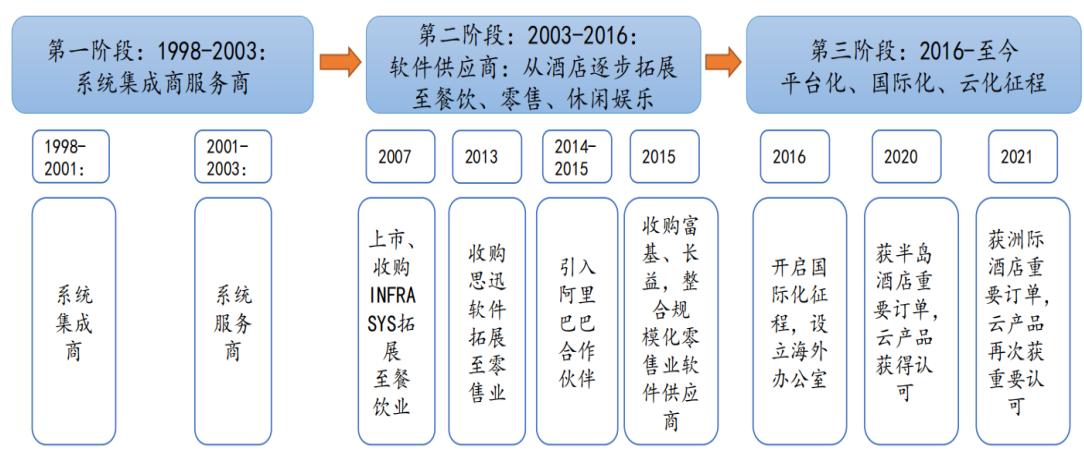 第一阶段：1998-2003：
系统集成商服务商
第二阶段：2003-2016：
软件供应商：从酒店逐步拓展
至餐饮、零售、休闲娱乐
第三阶段：2016-至今
平台化、国际化、云化征程
1998-
2001：
2001-
2003：
2007
2013
2014-
2015
2015
2016
2020
2021
系统
集成
商
系统
服务
商
上市、
收购
INFRA
SYS拓
展
至餐
饮业
收购
思迅
软件
拓展
至零
售业
引入
阿里
巴巴
合作
伙伴
收购富
基、长
益，整
合规
模化零
售业软
件供应
商
开启国
际化征
程，设
立海外
办公室
获半岛
酒店重
要订单，
云产品
获得认
可
获洲际
酒店重
要订单，
云产品
再次获
重要认
可